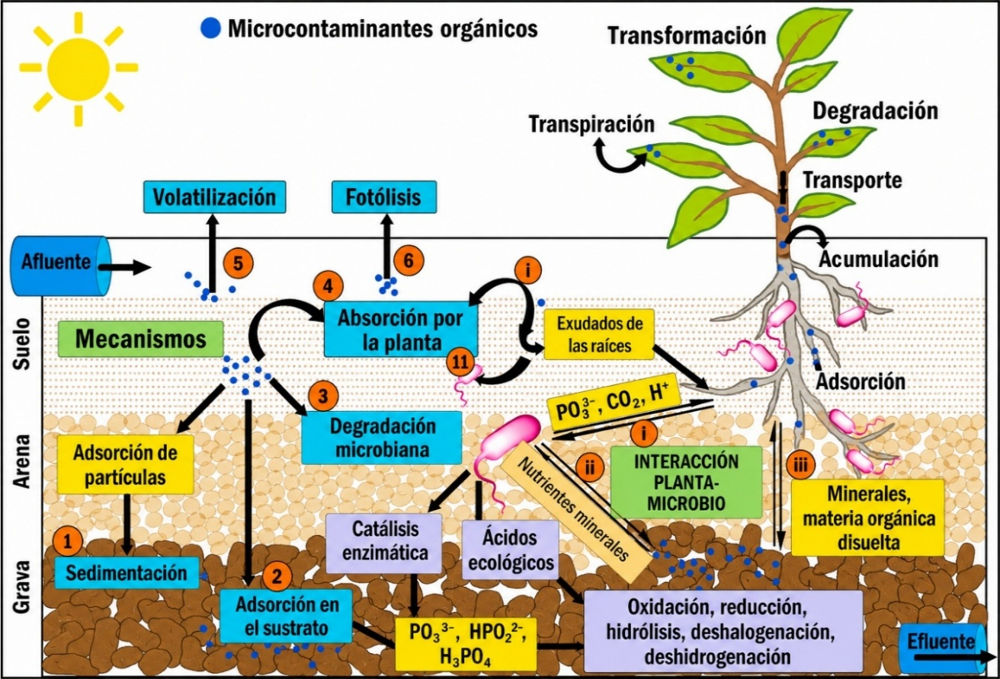 Microcontaminantes orgánicos
Transformación
Degradación
Transpiración
Transporte
Acumulación
Adsorción
Volatilización
Fotólisis
Afluente
5
6
i
4
Absorción por
la planta
Exudados de
las raíces
Mecanismos
11
3
Degradación
microbiana
PO₃³⁻, CO₂, H⁺
i
Suelo
Arena
Grava
Adsorción de
partículas
Nutrientes minerales
ii
INTERACCIÓN
PLANTA-
MICROBIO
iii
Minerales,
materia orgánica
disuelta
1
Sedimentación
Catálisis
enzimática
Ácidos
ecológicos
2
Adsorción en
el sustrato
PO₃³⁻, HPO₂²⁻,
H₃PO₄
Oxidación, reducción,
hidrólisis, deshalogenación,
deshidrogenación
Efluente